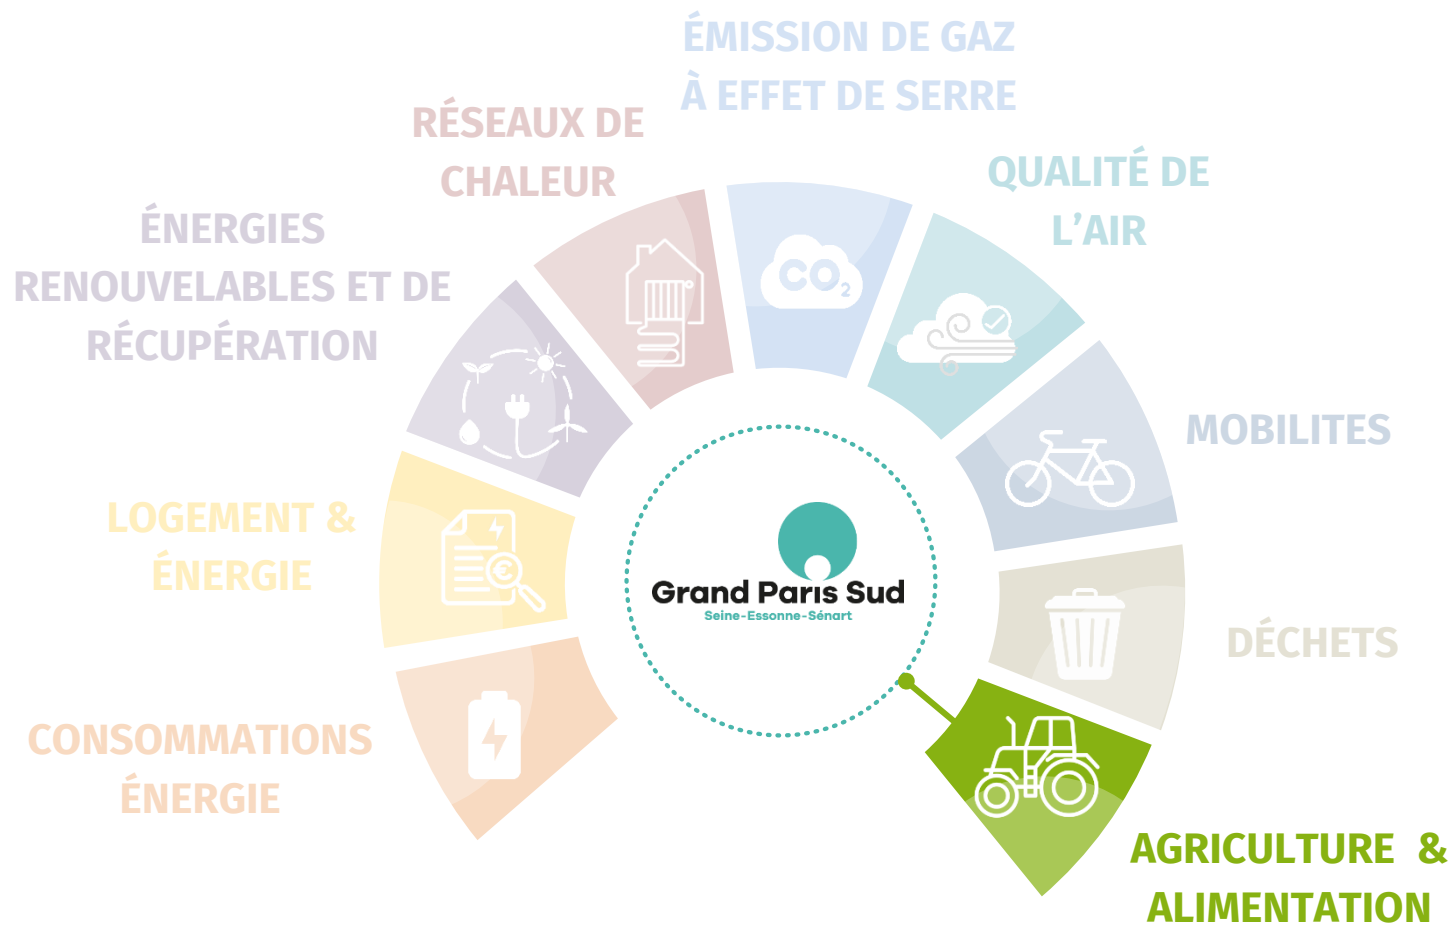 ÉMISSION DE GAZ
À EFFET DE SERRE
RÉSEAUX DE
CHALEUR
QUALITÉ DE
L'AIR
ÉNERGIES
RENOUVELABLES ET DE
RÉCUPÉRATION
CO2
MOBILITES
LOGEMENT &
ÉNERGIE
€
Grand Paris Sud
Seine-Essonne-Sénart
DÉCHETS
CONSOMMATIONS
ÉNERGIE
AGRICULTURE &
ALIMENTATION